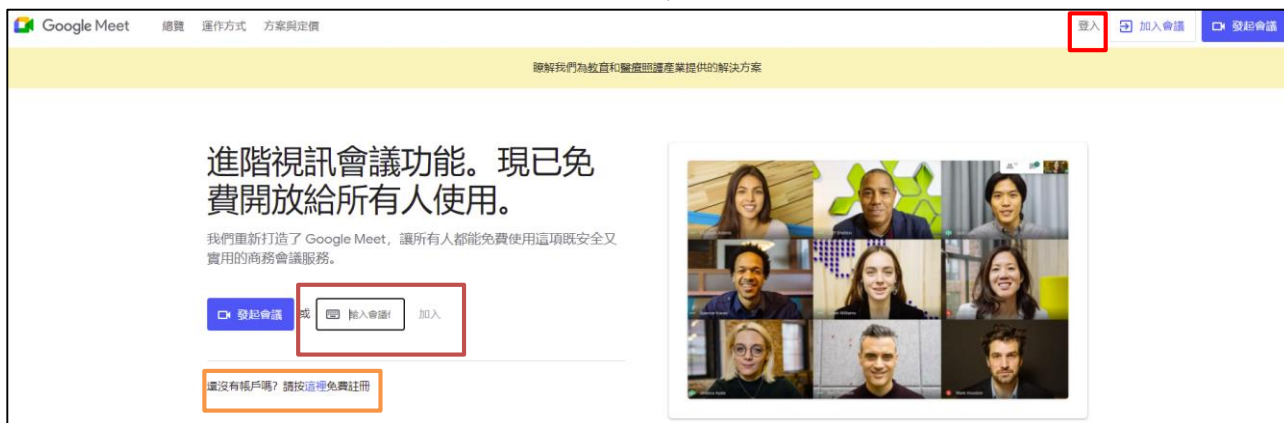 Google Meet 總覽 運作方式 方案與定價 登入 加入會議 發起會議
瞭解我們為教育和醫療照護產業提供的解決方案
進階視訊會議功能。現已免
費開放給所有人使用。
我們重新打造了 Google Meet，讓所有人都能免費使用這項既安全又
實用的商務會議服務。
發起會議 或 輸入會議 加入
還沒有帳戶嗎？請按這裡免費註冊